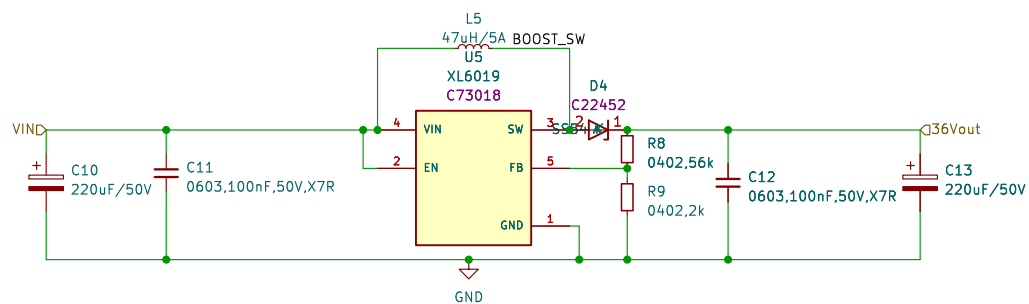 L5
47uH/5A
BOOST_SW
U5
XL6019
C73018
D4
C22452
VIN
4
VIN
SW
3
2
1
36Vout
R8
0402,56k
2
EN
FB
5
+
C10
220uF/50V
C11
0603,100nF,50V,X7R
R9
0402,2k
C12
0603,100nF,50V,X7R
+
C13
220uF/50V
GND
1
GND